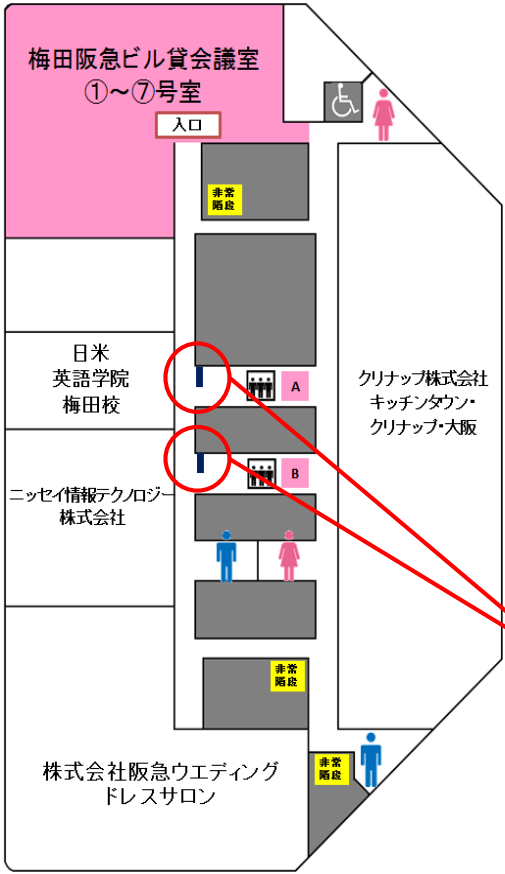 梅田阪急ビル貸会議室
①～⑦号室
入口
非常
階段
日米
英語学院
梅田校
A
クリナップ株式会社
キッチンタウン・
クリナップ・大阪
B
ニッセイ情報テクノロジー
株式会社
非常
階段
株式会社阪急ウエディング
ドレスサロン
非常
階段